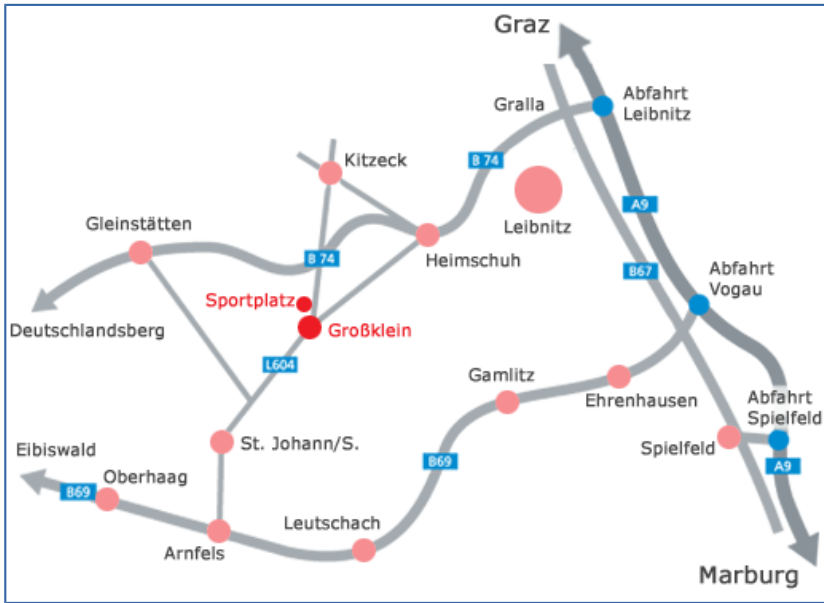 Graz
Abfahrt
Leibnitz
Gralla
Kitzeck
B 74
Leibnitz
A9
Gleinstätten
Heimschuh
B 74
B67
Abfahrt
Vogau
Sportplatz
Großklein
Deutschlandsberg
L604
Gamlitz
Ehrenhausen
Abfahrt
Spielfeld
St. Johann/S.
Spielfeld
Eibiswald
B69
A9
Oberhaag
B69
Leutschach
Arnfels
Marburg